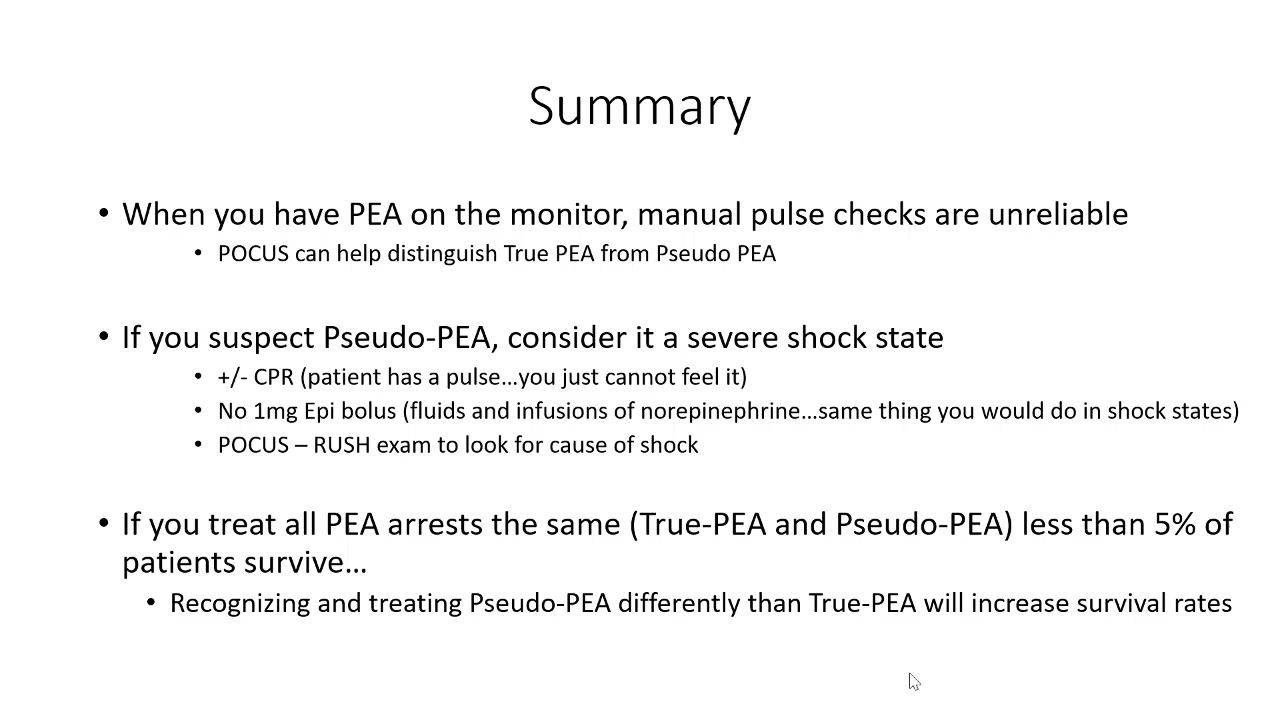 Summary
• When you have PEA on the monitor, manual pulse checks are unreliable
• POCUS can help distinguish True PEA from Pseudo PEA
• If you suspect Pseudo-PEA, consider it a severe shock state
• +/- CPR (patient has a pulse…you just cannot feel it)
• No 1mg Epi bolus (fluids and infusions of norepinephrine…same thing you would do in shock states)
• POCUS – RUSH exam to look for cause of shock
• If you treat all PEA arrests the same (True-PEA and Pseudo-PEA) less than 5% of
patients survive…
• Recognizing and treating Pseudo-PEA differently than True-PEA will increase survival rates